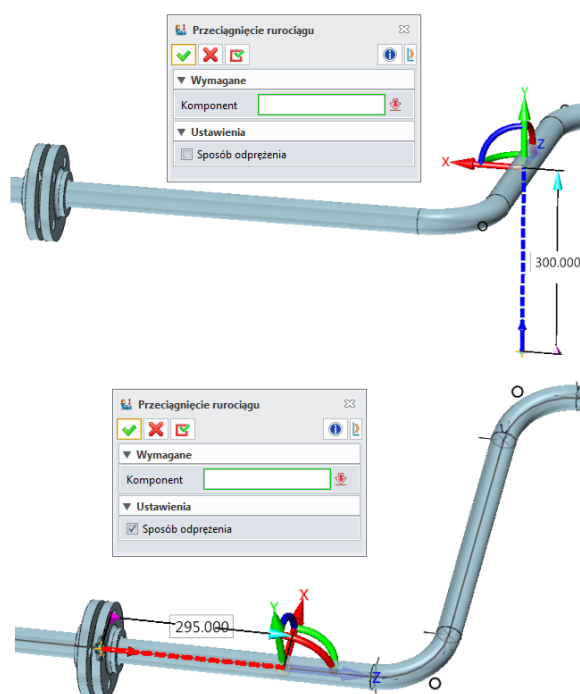 Przeciągnięcie rurociągu
Wymagane
Komponent
Ustawienia
Sposób odprężenia
Y
X
Z
300.000
Przeciągnięcie rurociągu
Wymagane
Komponent
Ustawienia
Sposób odprężenia
X
Y
295.000
Z